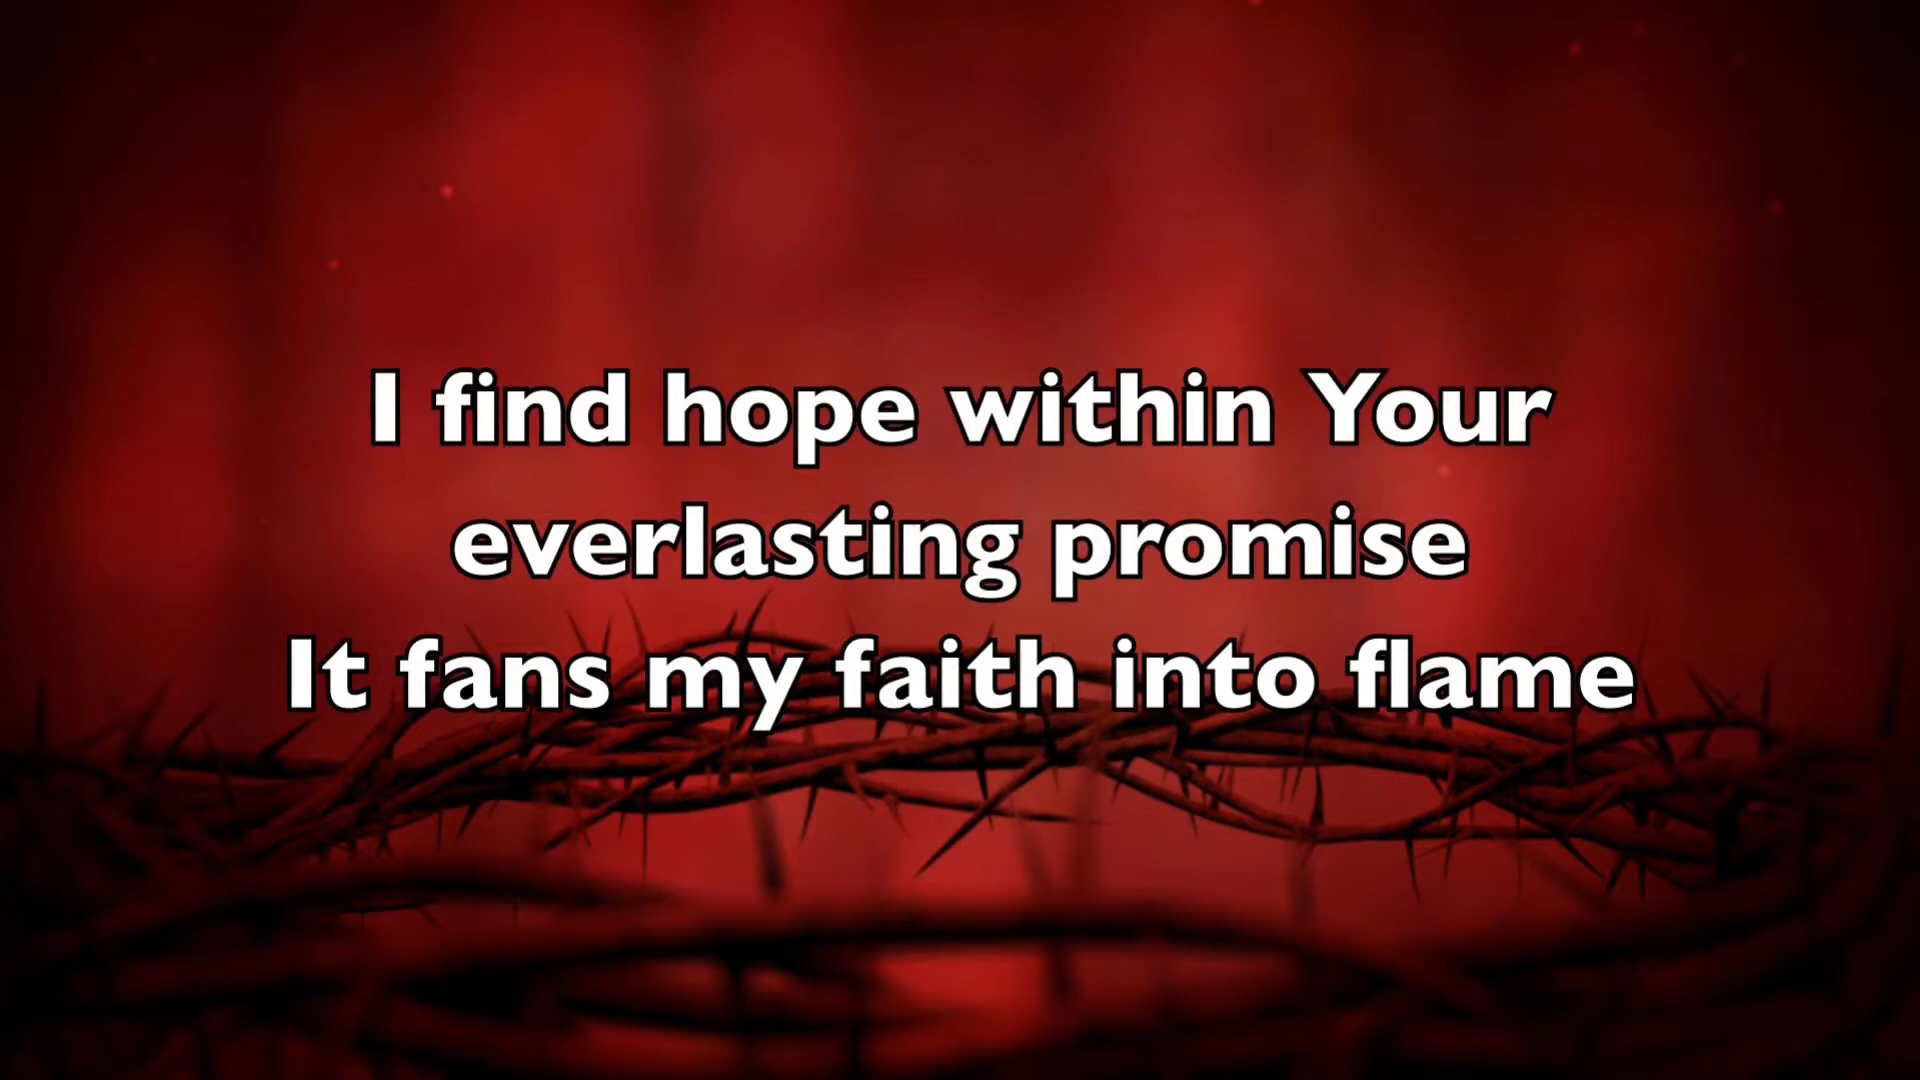 I find hope within Your
everlasting promise
It fans my faith into flame